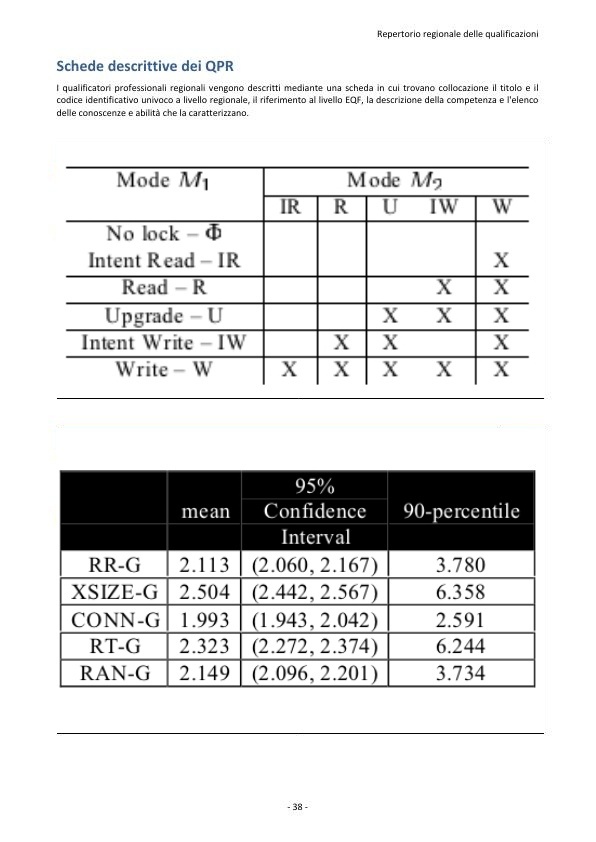 Repertorio regionale delle qualificazioni
Schede descrittive dei QPR
I qualificatori professionali regionali vengono descritti mediante una scheda in cui trovano collocazione il titolo e il
codice identificativo univoco a livello regionale, il riferimento al livello EQF, la descrizione della competenza e l'elenco
delle conoscenze e abilità che la caratterizzano.
Mode M₁ Mode M₂
IR R U IW W
No lock – Φ
Intent Read – IR X
Read – R X X
Upgrade – U X X X
Intent Write – IW X X X
Write – W X X X X X
95%
mean Confidence 90-percentile
Interval
RR-G 2.113 (2.060, 2.167) 3.780
XSIZE-G 2.504 (2.442, 2.567) 6.358
CONN-G 1.993 (1.943, 2.042) 2.591
RT-G 2.323 (2.272, 2.374) 6.244
RAN-G 2.149 (2.096, 2.201) 3.734
- 38 -